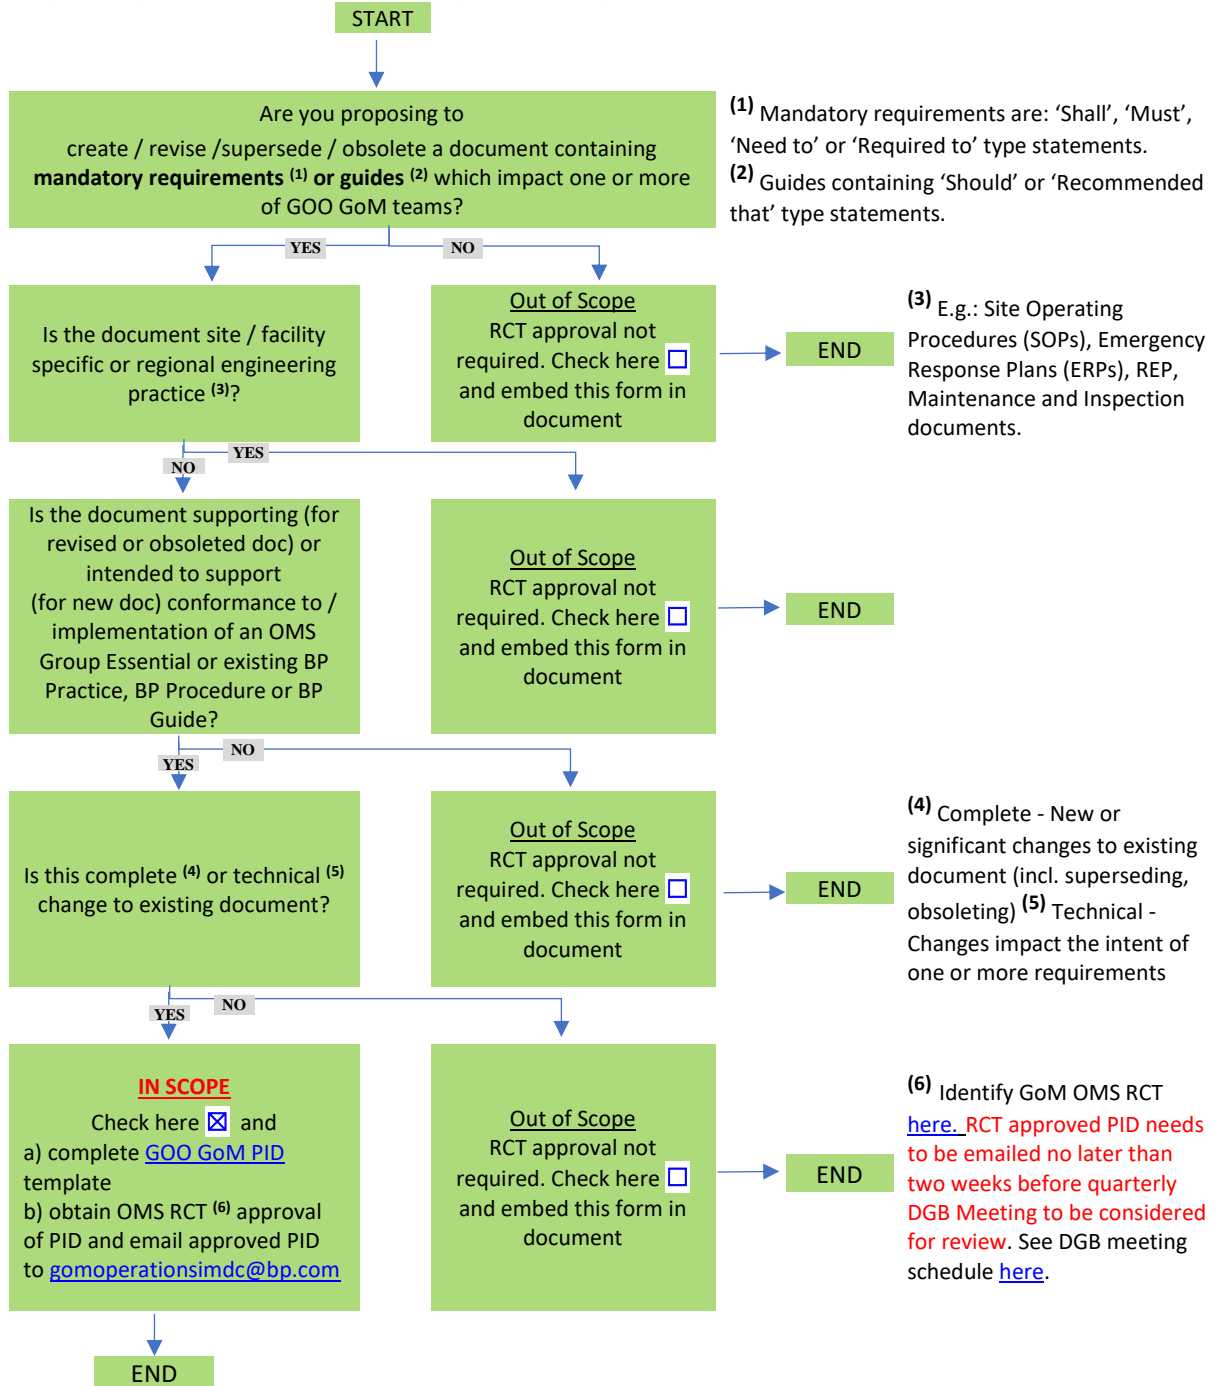 START
Are you proposing to
create / revise /supersede / obsolete a document containing
mandatory requirements (1) or guides (2) which impact one or more
of GOO GoM teams?
(1) Mandatory requirements are: ‘Shall’, ‘Must’,
‘Need to’ or ‘Required to’ type statements.
(2) Guides containing ‘Should’ or ‘Recommended
that’ type statements.
YES
NO
Is the document site / facility
specific or regional engineering
practice (3)?
Out of Scope
RCT approval not
required. Check here ☐
and embed this form in
document
END
(3) E.g.: Site Operating
Procedures (SOPs), Emergency
Response Plans (ERPs), REP,
Maintenance and Inspection
documents.
YES
NO
Is the document supporting (for
revised or obsoleted doc) or
intended to support
(for new doc) conformance to /
implementation of an OMS
Group Essential or existing BP
Practice, BP Procedure or BP
Guide?
Out of Scope
RCT approval not
required. Check here ☐
and embed this form in
document
END
NO
YES
Is this complete (4) or technical (5)
change to existing document?
Out of Scope
RCT approval not
required. Check here ☐
and embed this form in
document
END
(4) Complete - New or
significant changes to existing
document (incl. superseding,
obsoleting) (5) Technical -
Changes impact the intent of
one or more requirements
NO
YES
IN SCOPE
Check here ☒ and
a) complete GOO GoM PID
template
b) obtain OMS RCT (6) approval
of PID and email approved PID
to gomoperationsimdc@bp.com
Out of Scope
RCT approval not
required. Check here ☐
and embed this form in
document
END
(6) Identify GoM OMS RCT
here. RCT approved PID needs
to be emailed no later than
two weeks before quarterly
DGB Meeting to be considered
for review. See DGB meeting
schedule here.
END